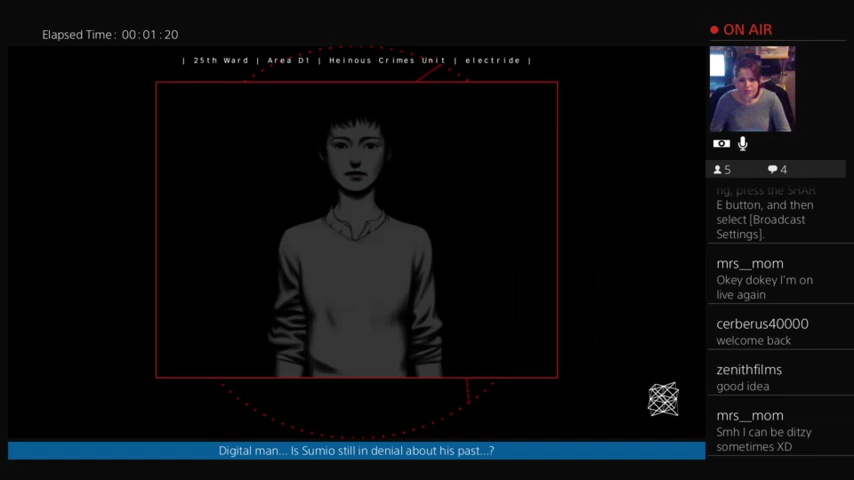 Elapsed Time: 00:01:20
ON AIR
| 25th Ward | Area D1 | Heinous Crimes Unit | electride |
5
4
ng, press the SHAR
E button, and then
select [Broadcast
Settings].
mrs__mom
Okey dokey I'm on
live again
cerberus40000
welcome back
zenithfilms
good idea
mrs__mom
Smh I can be ditzy
sometimes XD
Digital man... Is Sumio still in denial about his past...?